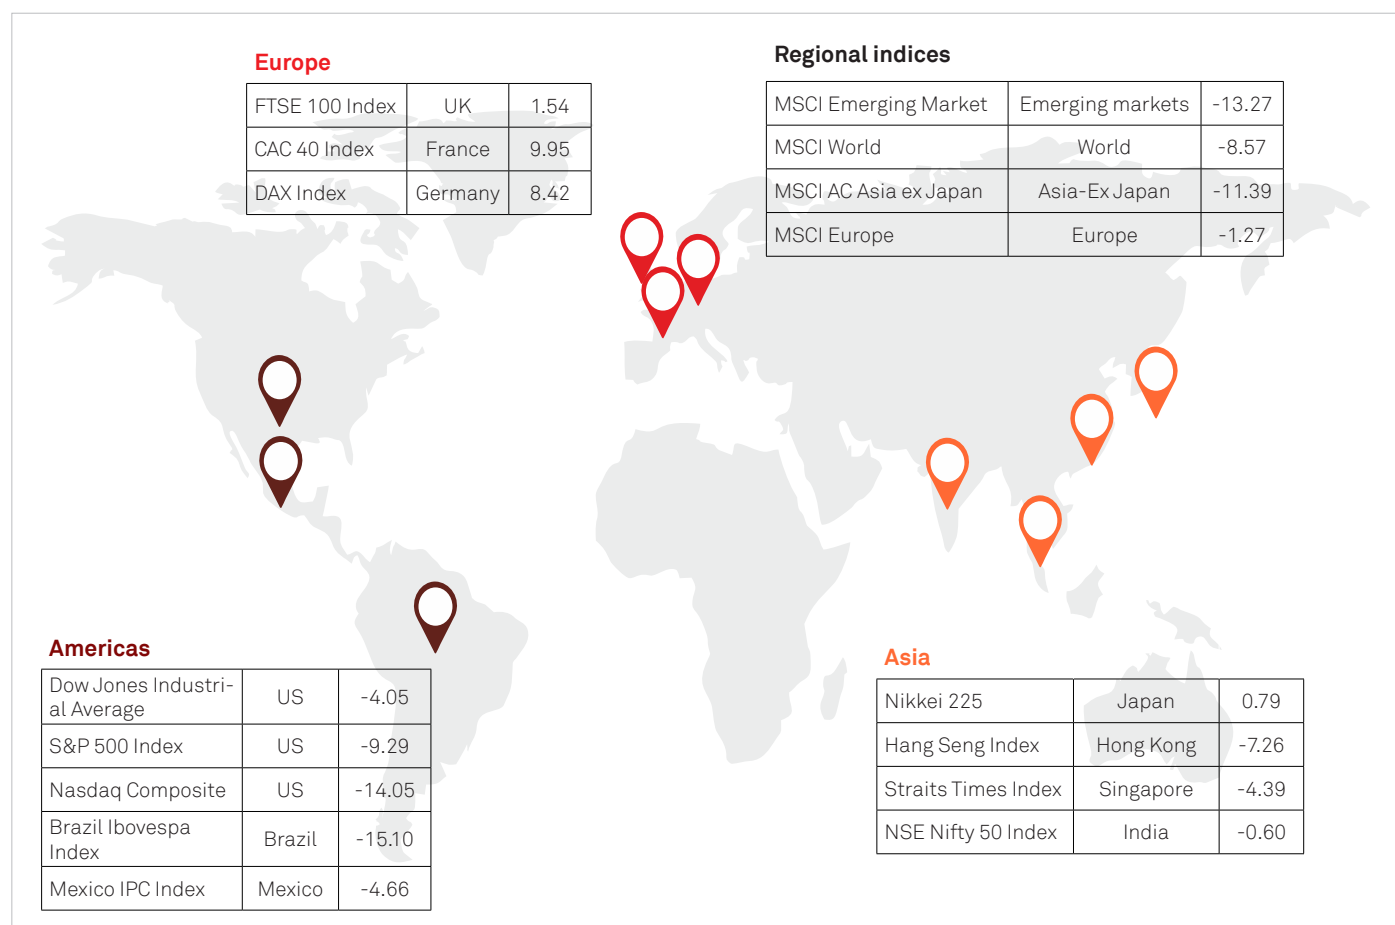 Europe
FTSE 100 Index UK 1.54
CAC 40 Index France 9.95
DAX Index Germany 8.42
Regional indices
MSCI Emerging Market Emerging markets -13.27
MSCI World World -8.57
MSCI AC Asia ex Japan Asia-Ex Japan -11.39
MSCI Europe Europe -1.27
Americas
Dow Jones Industri-
al Average US -4.05
S&P 500 Index US -9.29
Nasdaq Composite US -14.05
Brazil Ibovespa
Index Brazil -15.10
Mexico IPC Index Mexico -4.66
Asia
Nikkei 225 Japan 0.79
Hang Seng Index Hong Kong -7.26
Straits Times Index Singapore -4.39
NSE Nifty 50 Index India -0.60